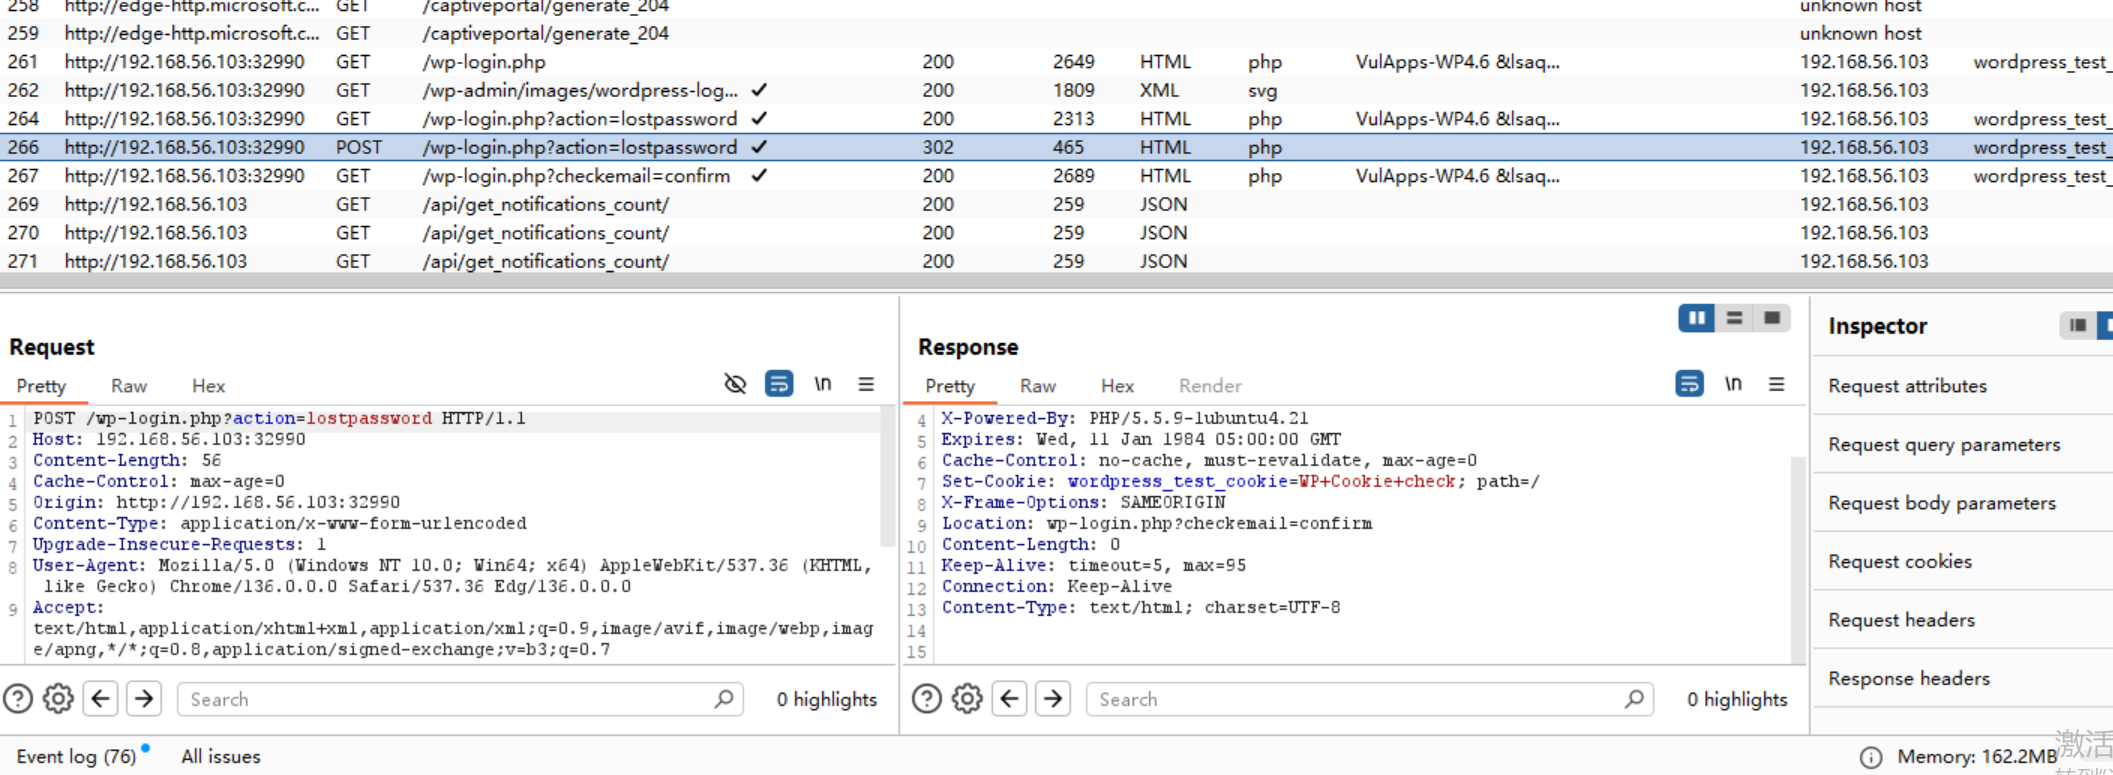 258 http://edge-http.microsoft.c... GET /captiveportal/generate_204 unknown host
259 http://edge-http.microsoft.c... GET /captiveportal/generate_204 unknown host
261 http://192.168.56.103:32990 GET /wp-login.php 200 2649 HTML php VulApps-WP4.6 &lsaq... 192.168.56.103 wordpress_test_
262 http://192.168.56.103:32990 GET /wp-admin/images/wordpress-log... ✓ 200 1809 XML svg 192.168.56.103
264 http://192.168.56.103:32990 GET /wp-login.php?action=lostpassword ✓ 200 2313 HTML php VulApps-WP4.6 &lsaq... 192.168.56.103 wordpress_test_
266 http://192.168.56.103:32990 POST /wp-login.php?action=lostpassword ✓ 302 465 HTML php 192.168.56.103 wordpress_test_
267 http://192.168.56.103:32990 GET /wp-login.php?checkemail=confirm ✓ 200 2689 HTML php VulApps-WP4.6 &lsaq... 192.168.56.103 wordpress_test_
269 http://192.168.56.103 GET /api/get_notifications_count/ 200 259 JSON 192.168.56.103
270 http://192.168.56.103 GET /api/get_notifications_count/ 200 259 JSON 192.168.56.103
271 http://192.168.56.103 GET /api/get_notifications_count/ 200 259 JSON 192.168.56.103
Request
Pretty Raw Hex \n
1 POST /wp-login.php?action=lostpassword HTTP/1.1
2 Host: 192.168.56.103:32990
3 Content-Length: 56
4 Cache-Control: max-age=0
5 Origin: http://192.168.56.103:32990
6 Content-Type: application/x-www-form-urlencoded
7 Upgrade-Insecure-Requests: 1
8 User-Agent: Mozilla/5.0 (Windows NT 10.0; Win64; x64) AppleWebKit/537.36 (KHTML,
like Gecko) Chrome/136.0.0.0 Safari/537.36 Edg/136.0.0.0
9 Accept:
text/html,application/xhtml+xml,application/xml;q=0.9,image/avif,image/webp,imag
e/apng,*/*;q=0.8,application/signed-exchange;v=b3;q=0.7
Search 0 highlights
Response
Pretty Raw Hex Render \n
4 X-Powered-By: PHP/5.5.9-1ubuntu4.21
5 Expires: Wed, 11 Jan 1984 05:00:00 GMT
6 Cache-Control: no-cache, must-revalidate, max-age=0
7 Set-Cookie: wordpress_test_cookie=WP+Cookie+check; path=/
8 X-Frame-Options: SAMEORIGIN
9 Location: wp-login.php?checkemail=confirm
10 Content-Length: 0
11 Keep-Alive: timeout=5, max=95
12 Connection: Keep-Alive
13 Content-Type: text/html; charset=UTF-8
14
15
Search 0 highlights
Inspector
Request attributes
Request query parameters
Request body parameters
Request cookies
Request headers
Response headers
Event log (76) All issues
Memory: 162.2MB
激活